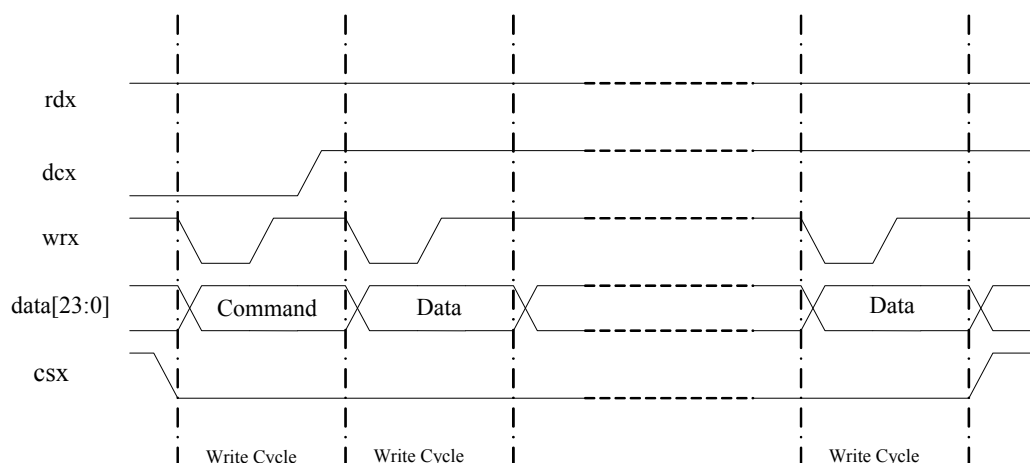 rdx
dcx
wrx
data[23:0]
Command
Data
Data
csx
Write Cycle
Write Cycle
Write Cycle